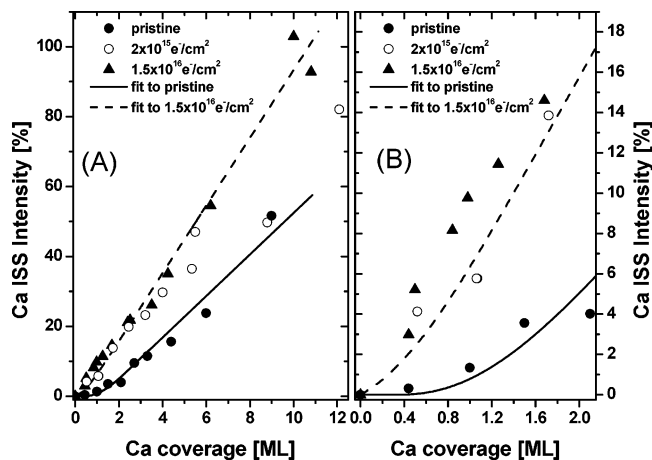 pristine
2x10¹⁵e⁻/cm²
1.5x10¹⁶e⁻/cm²
fit to pristine
fit to 1.5x10¹⁶e⁻/cm²
(A)
Ca ISS Intensity [%]
100
80
60
40
20
0
0 2 4 6 8 10 12
Ca coverage [ML]
pristine
2x10¹⁵e⁻/cm²
1.5x10¹⁶e⁻/cm²
fit to pristine
fit to 1.5x10¹⁶e⁻/cm²
(B)
18
16
14
12
10
8
6
4
2
0
Ca ISS Intensity [%]
0.0 0.4 0.8 1.2 1.6 2.0
Ca coverage [ML]